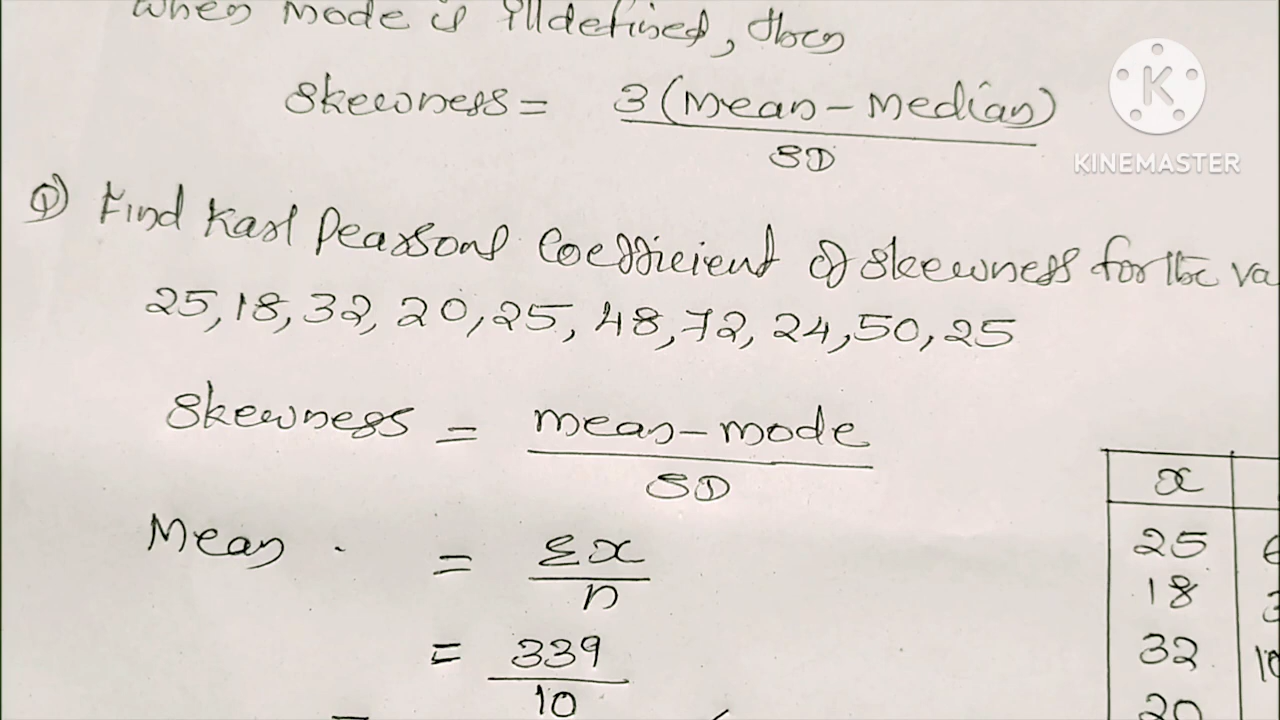 When Mode is illdefined, then
Skewness = 3 (Mean - Median)
SD
K
KINEMASTER
Q) Find Karl Pearsons Coefficient of Skewness for the va
25, 18, 32, 20, 25, 48, 72, 24, 50, 25
Skewness = mean - mode
SD
Mean = Σx
n
= 339
10
x
25
18
32
20